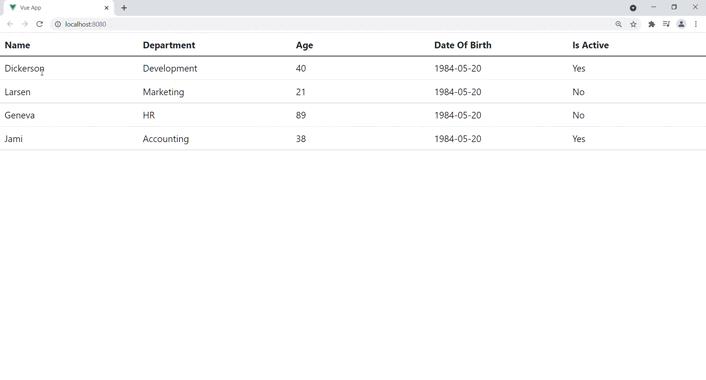 Vue App
localhost:8080
Name Department Age Date Of Birth Is Active
Dickerson Development 40 1984-05-20 Yes
Larsen Marketing 21 1984-05-20 No
Geneva HR 89 1984-05-20 No
Jami Accounting 38 1984-05-20 Yes